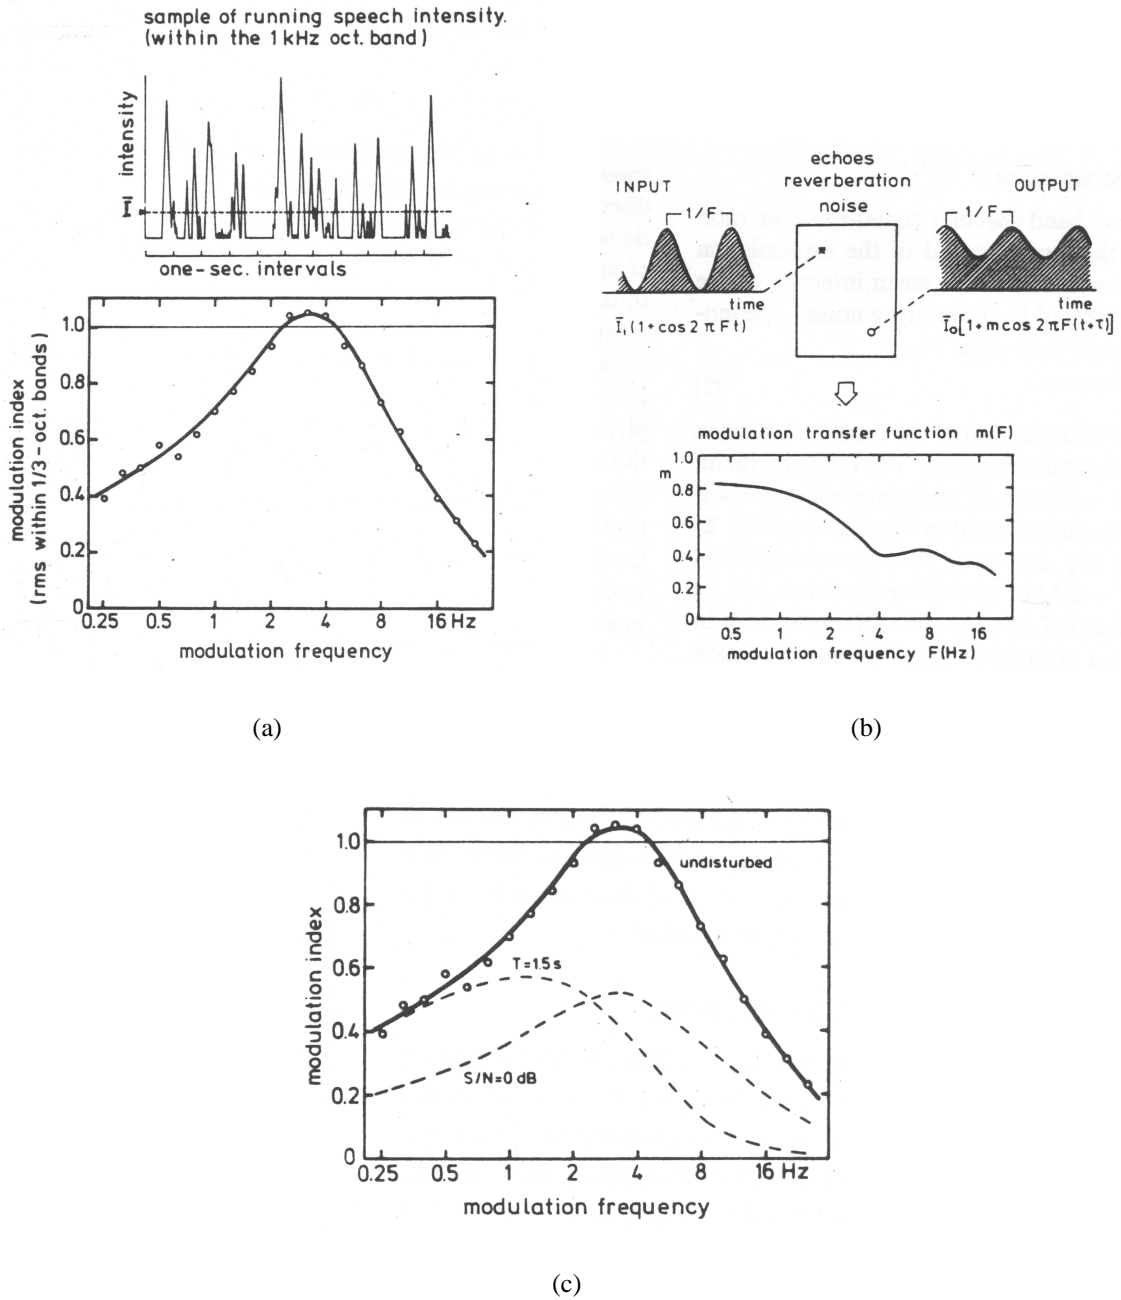 sample of running speech intensity.
(within the 1 kHz oct. band)
intensity
Ī
one-sec. intervals
modulation index
(rms within 1/3-oct. bands)
1.0
0.8
0.6
0.4
0.2
0
0.25 0.5 1 2 4 8 16 Hz
modulation frequency
(a)
echoes
reverberation
noise
INPUT
1/F
time
Ī₁(1+cos 2πFt)
OUTPUT
1/F
time
Ī₀[1+m cos 2πF(t+τ)]
modulation transfer function m(F)
m
1.0
0.8
0.6
0.4
0.2
0
0.5 1 2 4 8 16
modulation frequency F(Hz)
(b)
modulation index
1.0
0.8
0.6
0.4
0.2
0
undisturbed
T=1.5s
S/N=0 dB
0.25 0.5 1 2 4 8 16 Hz
modulation frequency
(c)